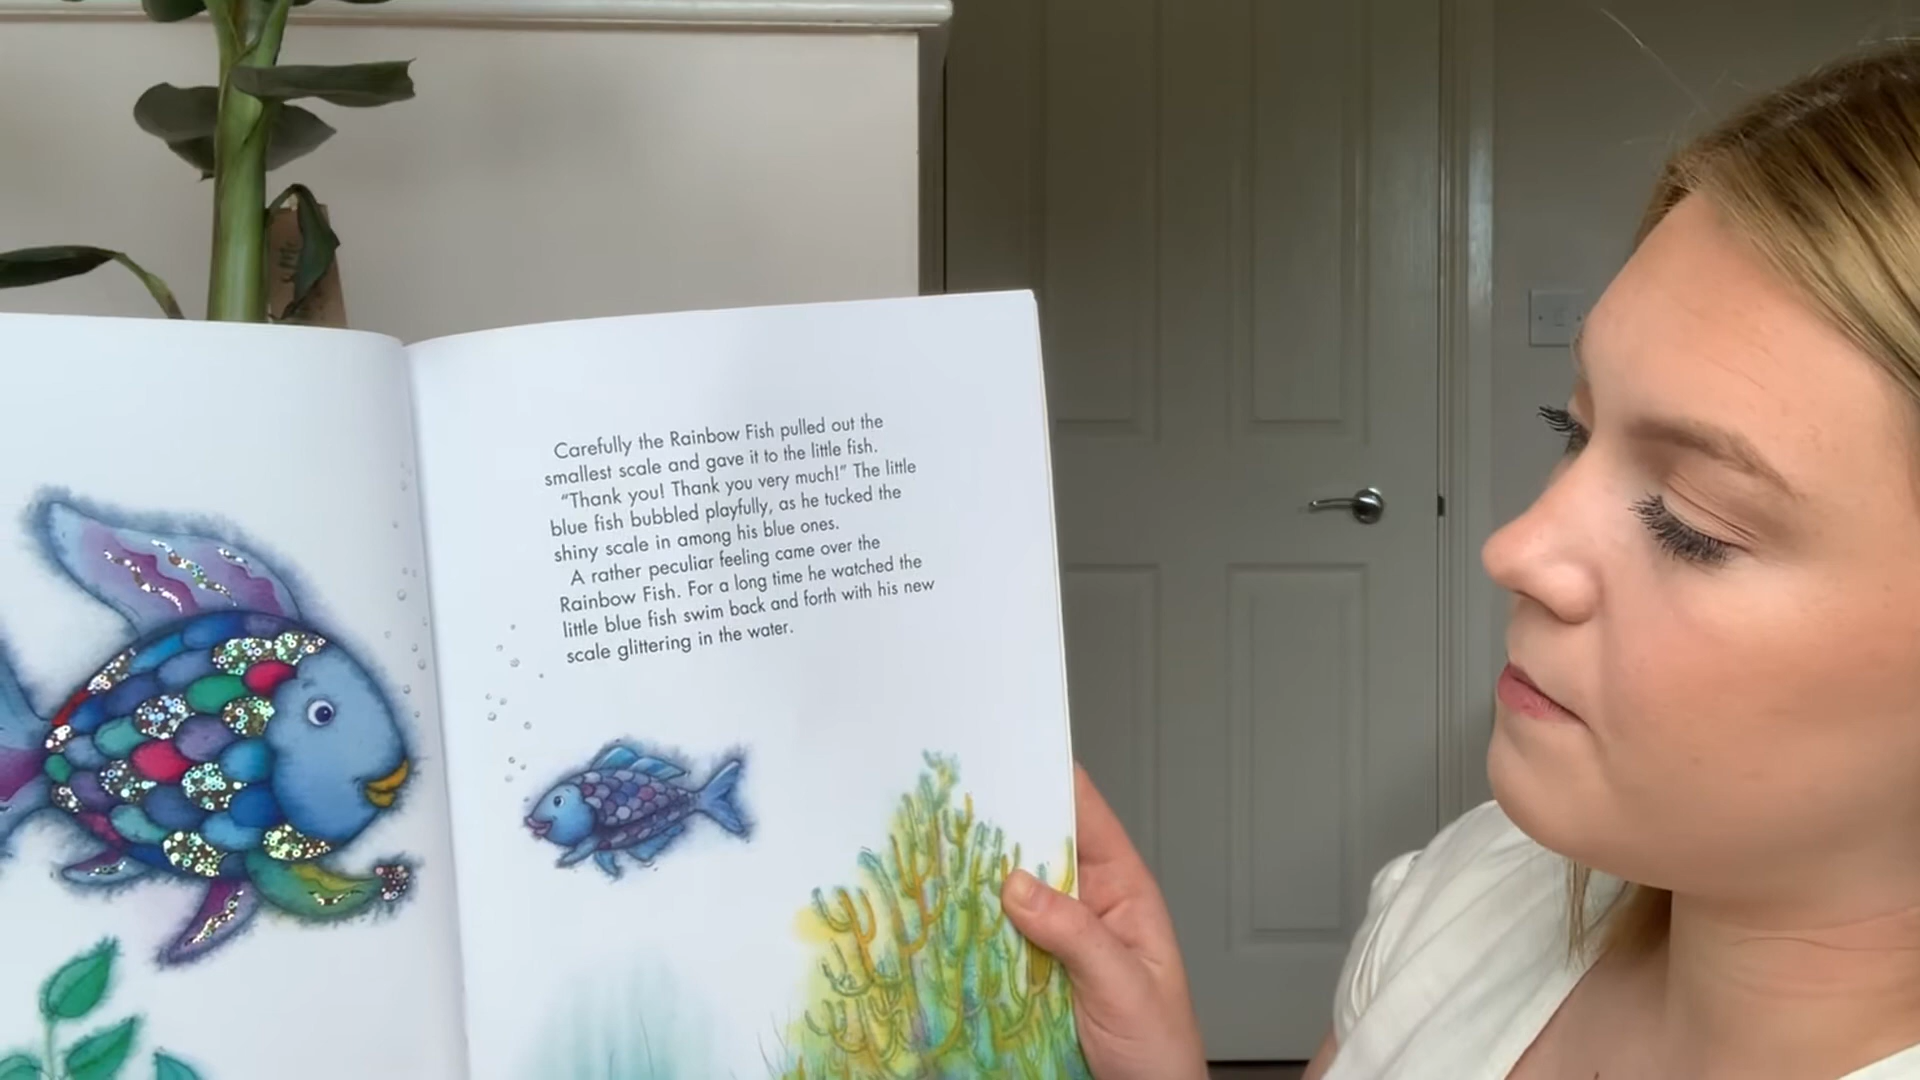 Carefully the Rainbow Fish pulled out the
smallest scale and gave it to the little fish.
“Thank you! Thank you very much!” The little
blue fish bubbled playfully, as he tucked the
shiny scale in among his blue ones.
A rather peculiar feeling came over the
Rainbow Fish. For a long time he watched the
little blue fish swim back and forth with his new
scale glittering in the water.